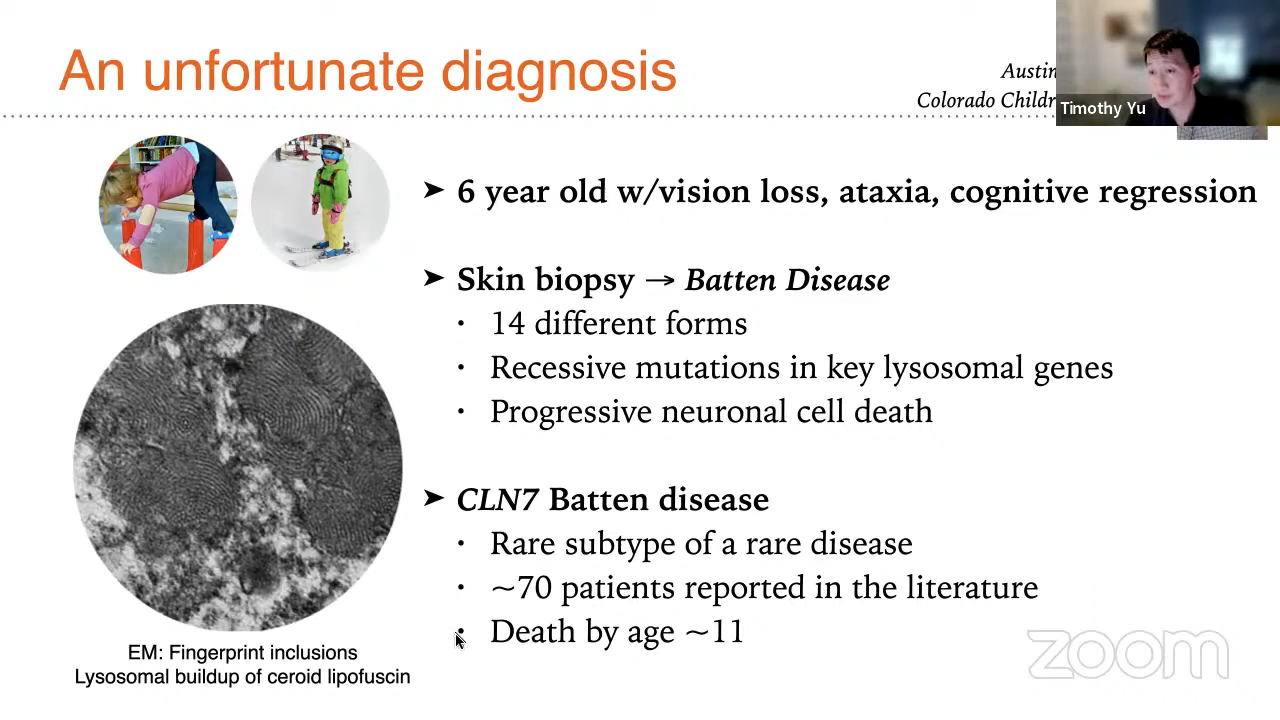 An unfortunate diagnosis
Austin
Colorado Childr
Timothy Yu
➤ 6 year old w/vision loss, ataxia, cognitive regression
➤ Skin biopsy → Batten Disease
• 14 different forms
• Recessive mutations in key lysosomal genes
• Progressive neuronal cell death
➤ CLN7 Batten disease
• Rare subtype of a rare disease
• ~70 patients reported in the literature
• Death by age ~11
EM: Fingerprint inclusions
Lysosomal buildup of ceroid lipofuscin
zoom